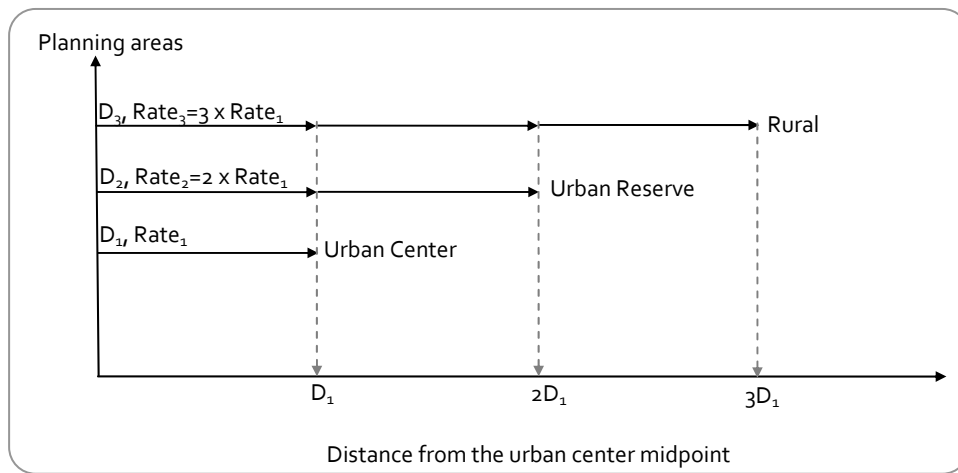 Planning areas
D₃, Rate₃=3 x Rate₁
Rural
D₂, Rate₂=2 x Rate₁
Urban Reserve
D₁, Rate₁
Urban Center
D₁
2D₁
3D₁
Distance from the urban center midpoint